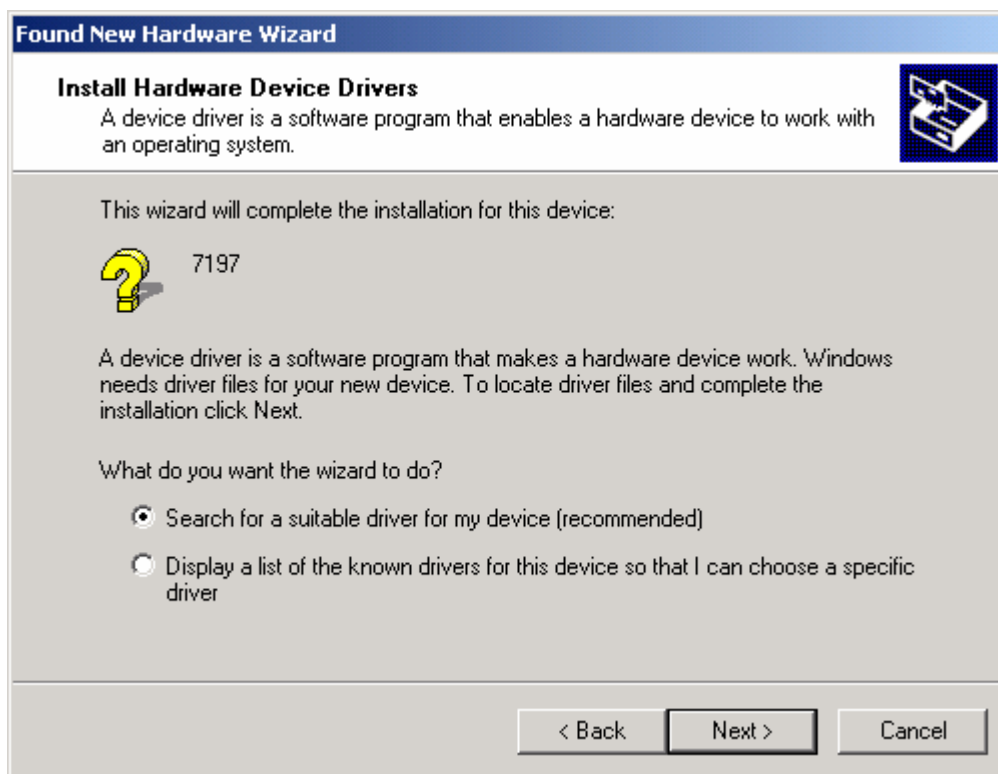 Found New Hardware Wizard
Install Hardware Device Drivers
A device driver is a software program that enables a hardware device to work with
an operating system.
This wizard will complete the installation for this device:
7197
A device driver is a software program that makes a hardware device work. Windows
needs driver files for your new device. To locate driver files and complete the
installation click Next.
What do you want the wizard to do?
Search for a suitable driver for my device (recommended)
Display a list of the known drivers for this device so that I can choose a specific
driver
< Back
Next >
Cancel